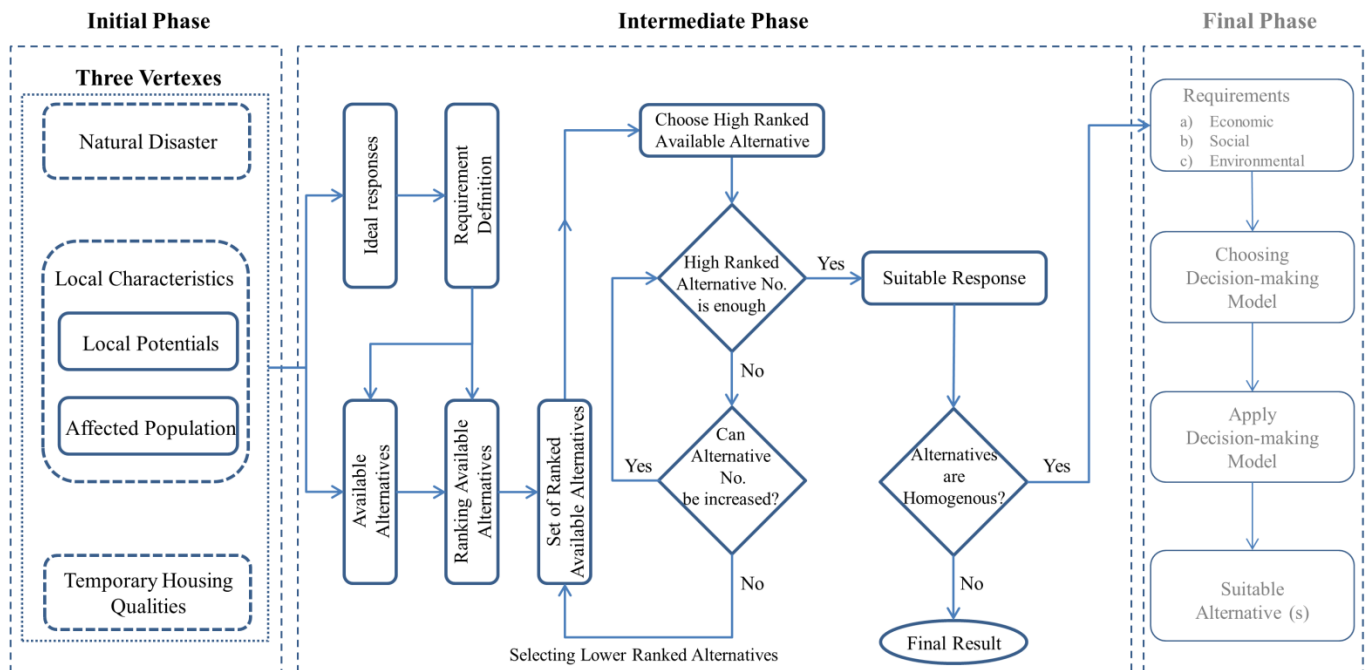 Initial Phase
Intermediate Phase
Final Phase
Three Vertexes
Natural Disaster
Local Characteristics
Local Potentials
Affected Population
Temporary Housing
Qualities
Ideal responses
Requirement
Definition
Available
Alternatives
Ranking Available
Alternatives
Set of Ranked
Available Alternatives
Choose High Ranked
Available Alternative
High Ranked
Alternative No.
is enough
Yes
No
Can
Alternative
No.
be increased?
Yes
No
Selecting Lower Ranked Alternatives
Suitable Response
Alternatives
are
Homogenous?
Yes
No
Final Result
Requirements
a) Economic
b) Social
c) Environmental
Choosing
Decision-making
Model
Apply
Decision-making
Model
Suitable
Alternative (s)